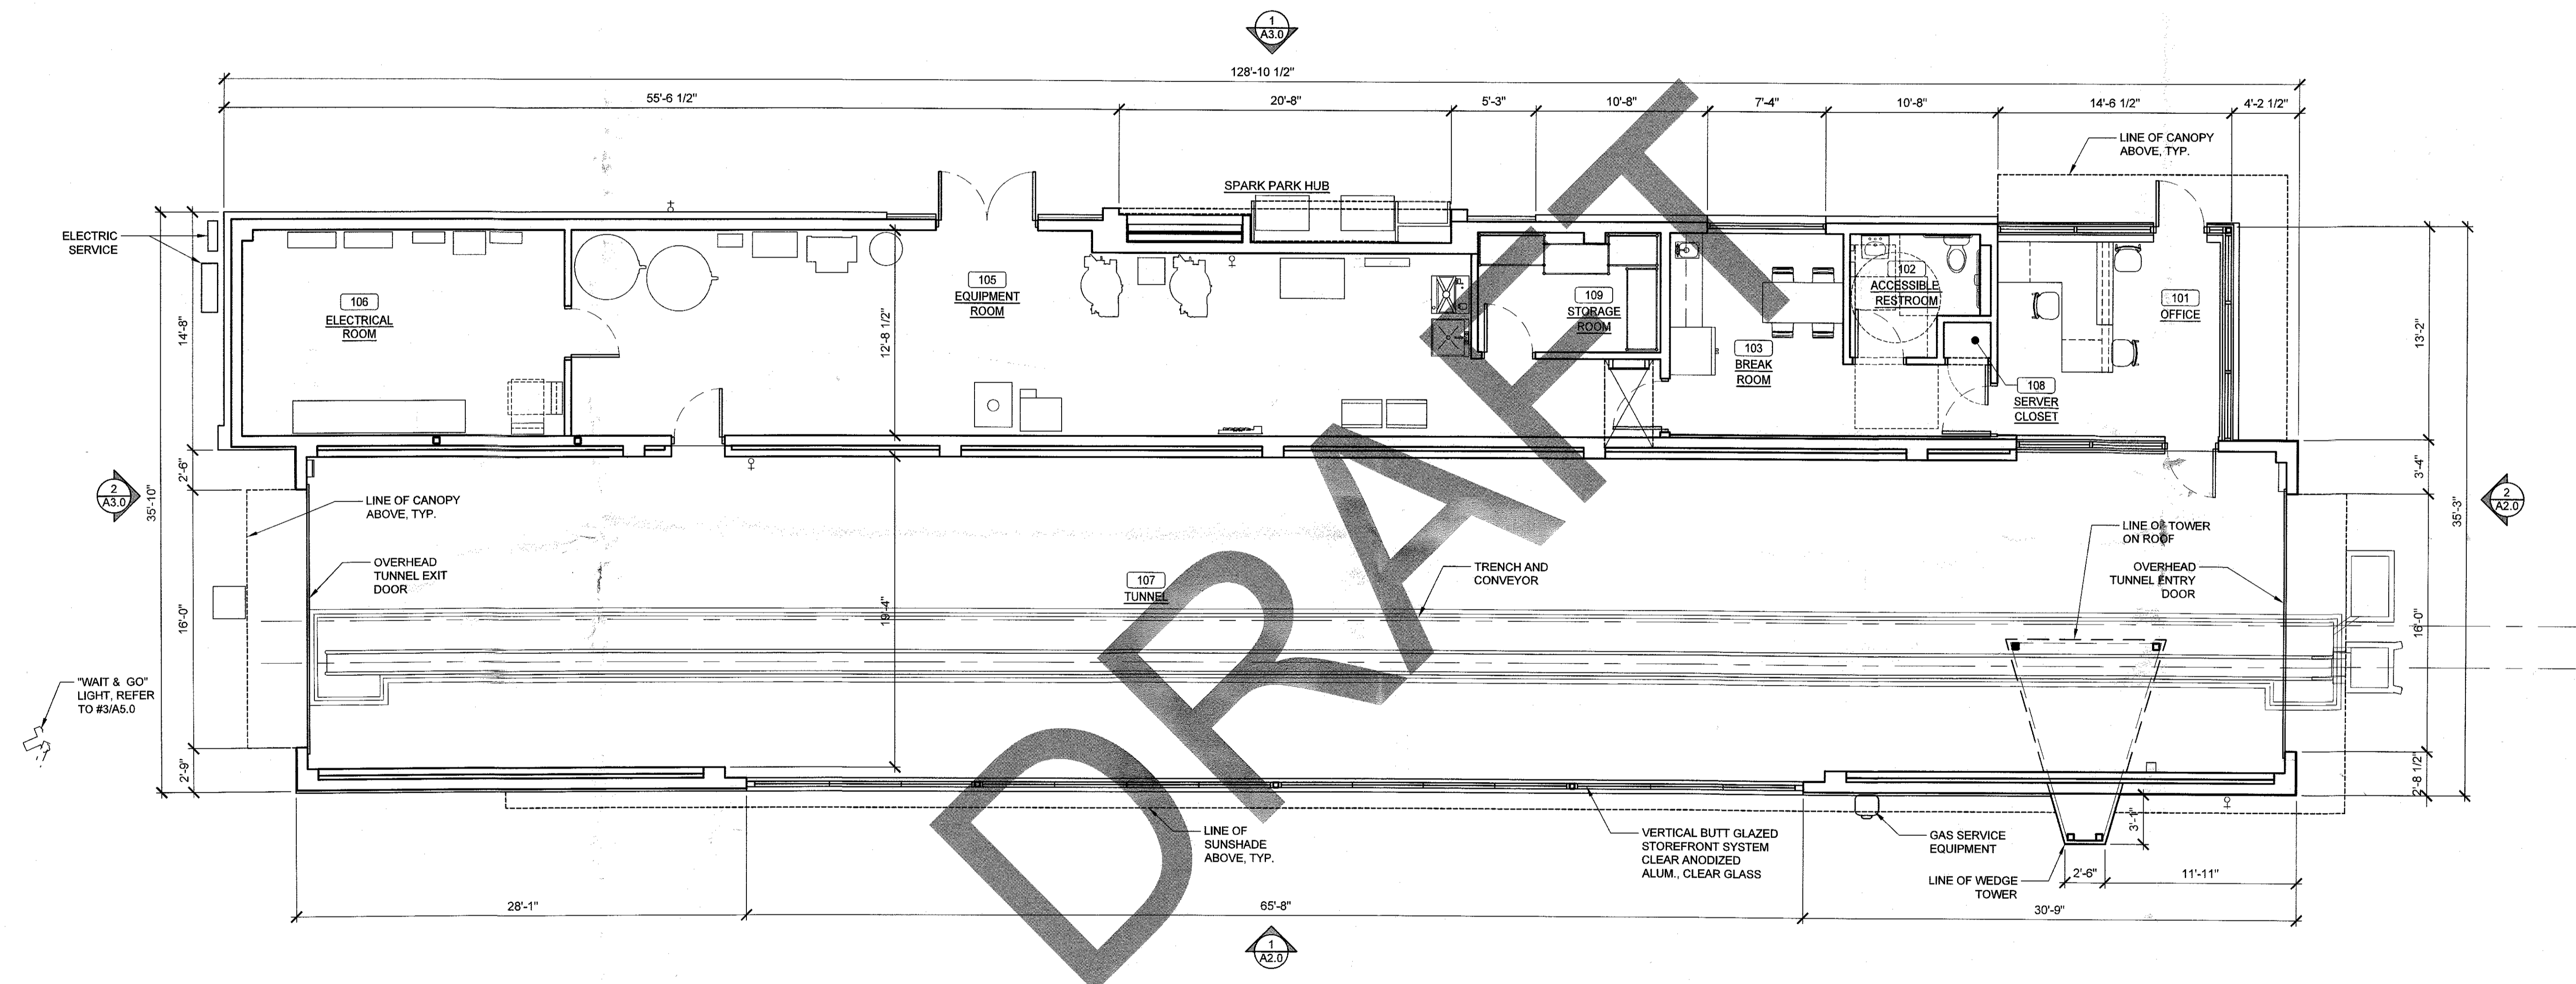 1
A3.0
128'-10 1/2"
55'-6 1/2"
20'-8"
5'-3"
10'-8"
7'-4"
10'-8"
14'-6 1/2"
4'-2 1/2"
LINE OF CANOPY
ABOVE, TYP.
SPARK PARK HUB
ELECTRIC
SERVICE
106
ELECTRICAL
ROOM
105
EQUIPMENT
ROOM
109
STORAGE
ROOM
103
BREAK
ROOM
102
ACCESSIBLE
RESTROOM
101
OFFICE
108
SERVER
CLOSET
14'-8"
12'-8 1/2"
13'-2"
2'-6"
3'-4"
35'-10"
35'-3"
2
A3.0
2
A2.0
LINE OF CANOPY
ABOVE, TYP.
OVERHEAD
TUNNEL EXIT
DOOR
107
TUNNEL
TRENCH AND
CONVEYOR
LINE OF TOWER
ON ROOF
OVERHEAD
TUNNEL ENTRY
DOOR
16'-0"
19'-4"
16'-0"
"WAIT & GO"
LIGHT, REFER
TO #3/A5.0
2'-9"
2'-8 1/2"
LINE OF
SUNSHADE
ABOVE, TYP.
VERTICAL BUTT GLAZED
STOREFRONT SYSTEM
CLEAR ANODIZED
ALUM., CLEAR GLASS
GAS SERVICE
EQUIPMENT
3'-1"
LINE OF WEDGE
TOWER
2'-6"
11'-11"
28'-1"
65'-8"
30'-9"
1
A2.0
DRAFT